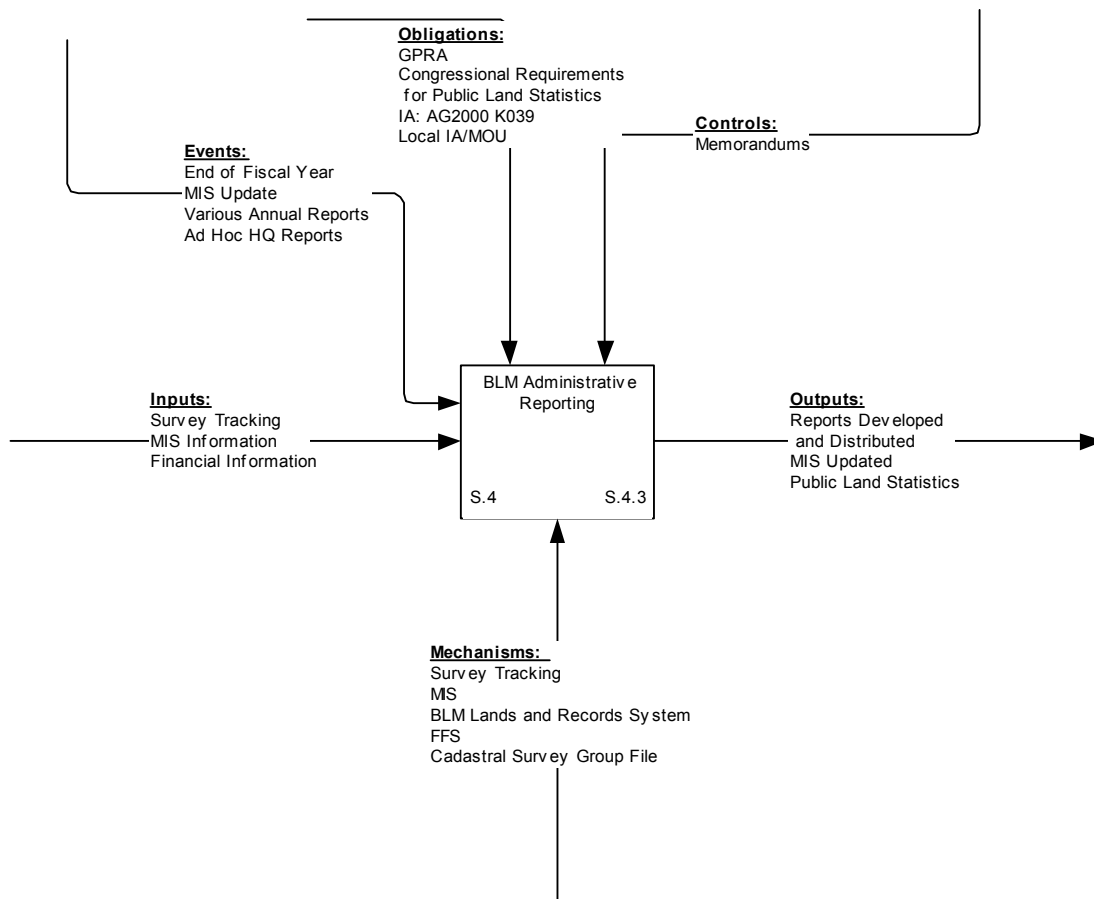 Obligations:
GPRA
Congressional Requirements
for Public Land Statistics
IA: AG2000 K039
Local IA/MOU
Controls:
Memorandums
Events:
End of Fiscal Year
MIS Update
Various Annual Reports
Ad Hoc HQ Reports
BLM Administrative
Reporting
S.4 S.4.3
Inputs:
Survey Tracking
MIS Information
Financial Information
Outputs:
Reports Developed
and Distributed
MIS Updated
Public Land Statistics
Mechanisms:
Survey Tracking
MIS
BLM Lands and Records System
FFS
Cadastral Survey Group File